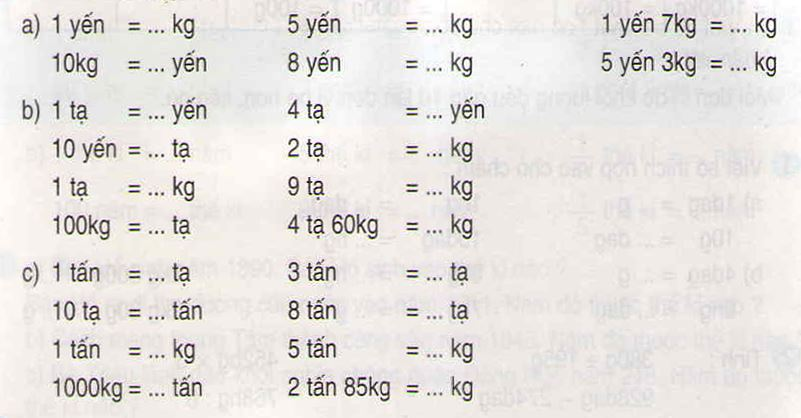 a) 1 yến = ... kg 5 yến = ... kg 1 yến 7kg = ... kg
10kg = ... yến 8 yến = ... kg 5 yến 3kg = ... kg
b) 1 tạ = ... yến 4 tạ = ... yến
10 yến = ... tạ 2 tạ = ... kg
1 tạ = ... kg 9 tạ = ... kg
100kg = ... tạ 4 tạ 60kg = ... kg
c) 1 tấn = ... tạ 3 tấn = ... tạ
10 tạ = ... tấn 8 tấn = ... tạ
1 tấn = ... kg 5 tấn = ... kg
1000kg = ... tấn 2 tấn 85kg = ... kg